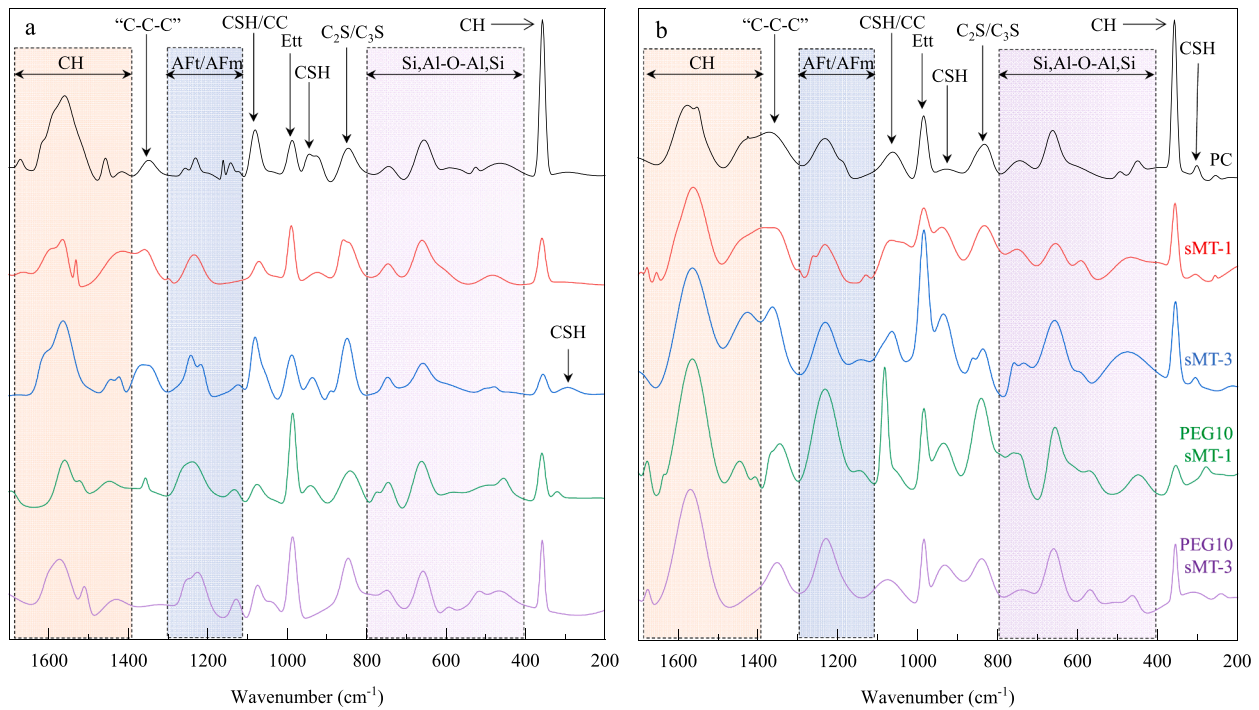 a
"C-C-C"
CSH/CC
Ett
CSH
C₂S/C₃S
CH
CH
AFt/AFm
Si,Al-O-Al,Si
CSH
1600 1400 1200 1000 800 600 400 200
Wavenumber (cm⁻¹)
b
"C-C-C"
CSH/CC
Ett
CSH
C₂S/C₃S
CH
CSH
CH
AFt/AFm
Si,Al-O-Al,Si
PC
sMT-1
sMT-3
PEG10
sMT-1
PEG10
sMT-3
1600 1400 1200 1000 800 600 400 200
Wavenumber (cm⁻¹)